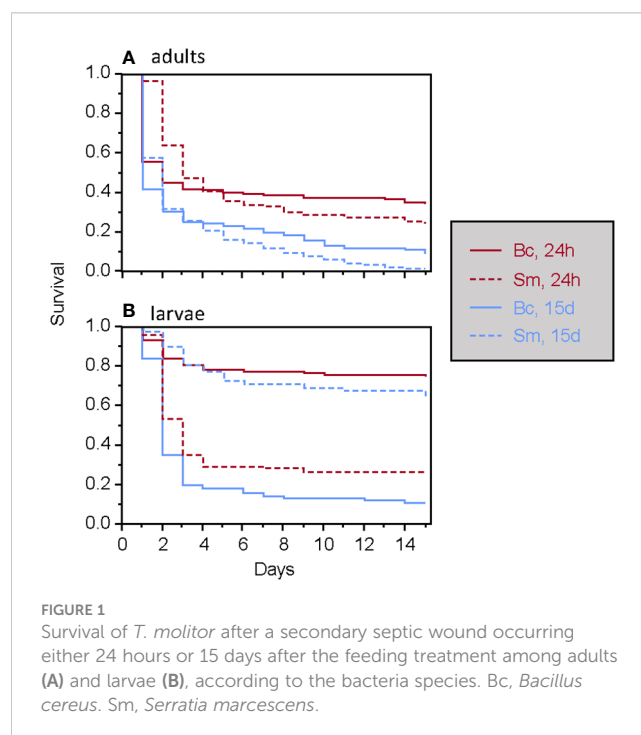 A adults
1.0
0.8
0.6
0.4
0.2
0.0
Survival
B larvae
1.0
0.8
0.6
0.4
0.2
0.0
0 2 4 6 8 10 12 14
Days
Bc, 24h
Sm, 24h
Bc, 15d
Sm, 15d
FIGURE 1
Survival of T. molitor after a secondary septic wound occurring
either 24 hours or 15 days after the feeding treatment among adults
(A) and larvae (B), according to the bacteria species. Bc, Bacillus
cereus. Sm, Serratia marcescens.